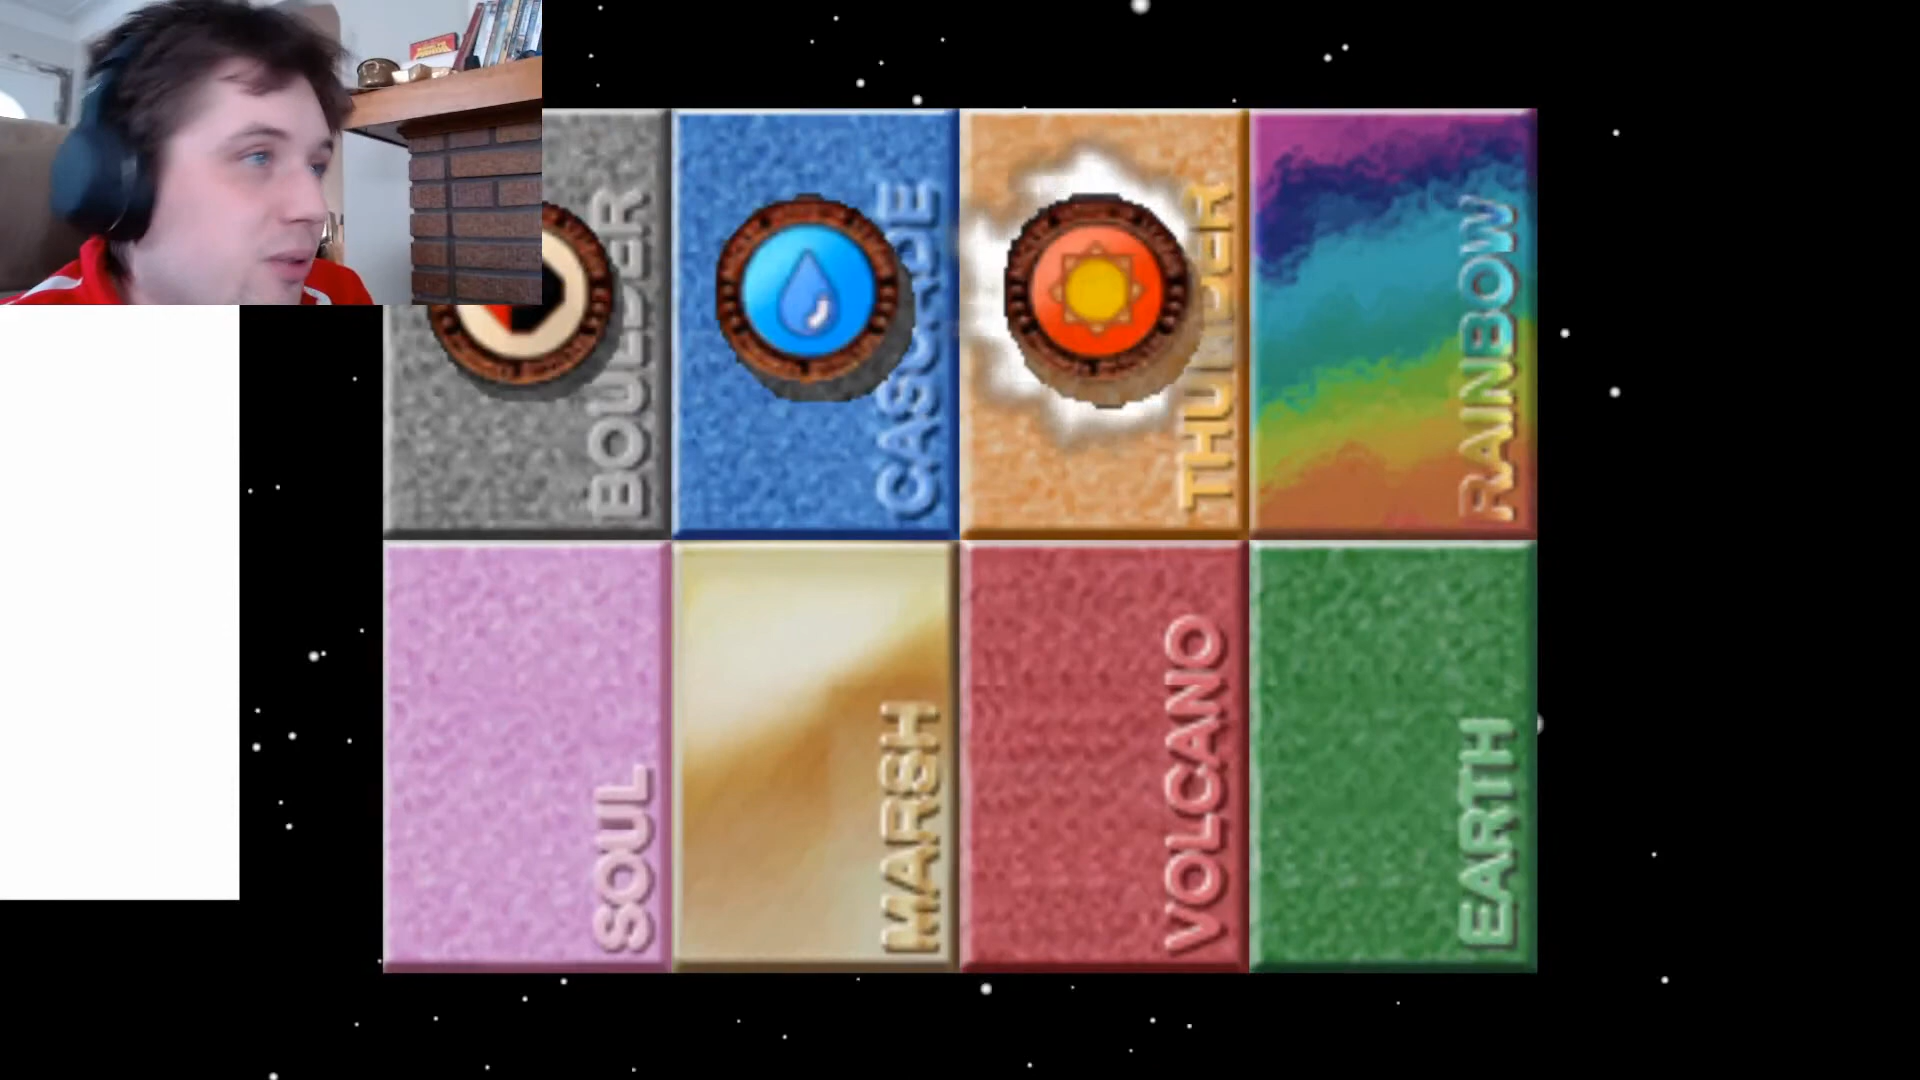 BOULDER
CASCADE
THUNDER
RAINBOW
SOUL
MARSH
VOLCANO
EARTH